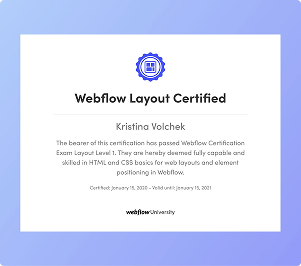 Webflow Layout Certified
Kristina Volchek
The bearer of this certification has passed Webflow Certification
Exam Layout Level 1. They are hereby deemed fully capable and
skilled in HTML and CSS basics for web layouts and element
positioning in Webflow.
Certified: January 15, 2020 • Valid until: January 15, 2021
webflow University